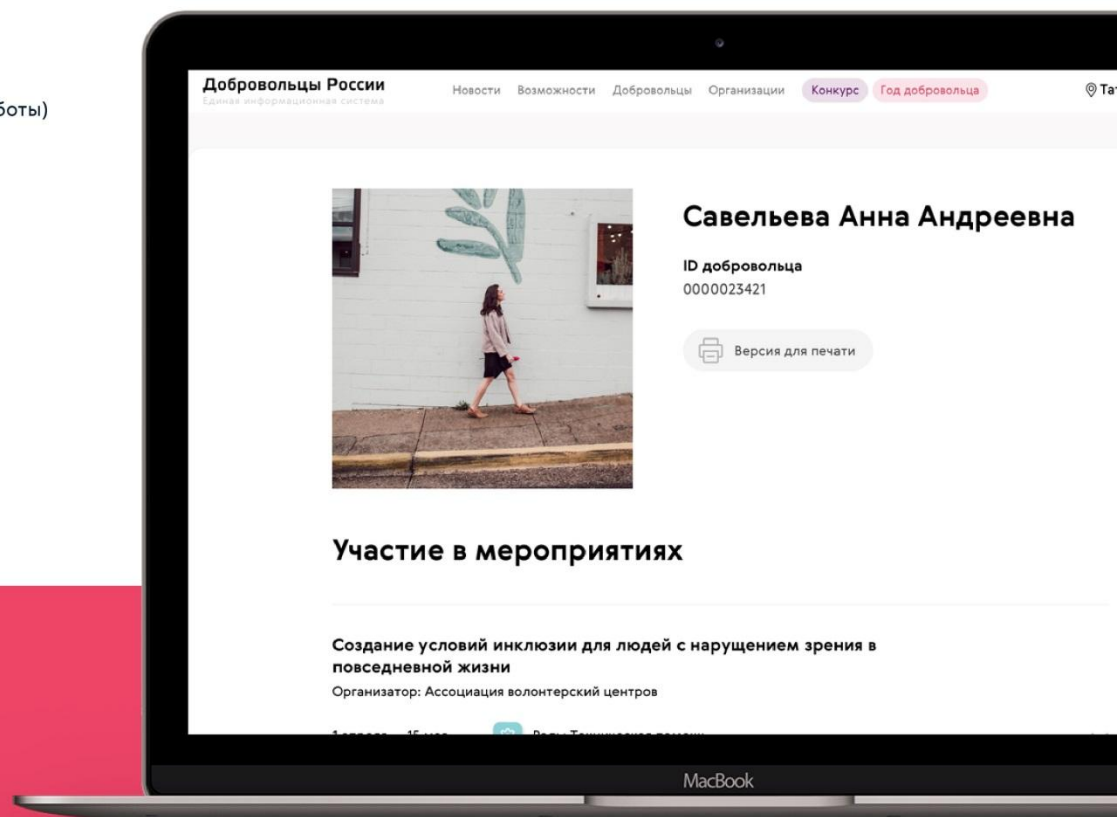 боты)
Добровольцы России
Единая информационная система
Новости Возможности Добровольцы Организации Конкурс Год добровольца
Тат
Савельева Анна Андреевна
ID добровольца
0000023421
Версия для печати
Участие в мероприятиях
Создание условий инклюзии для людей с нарушением зрения в
повседневной жизни
Организатор: Ассоциация волонтерский центров
MacBook